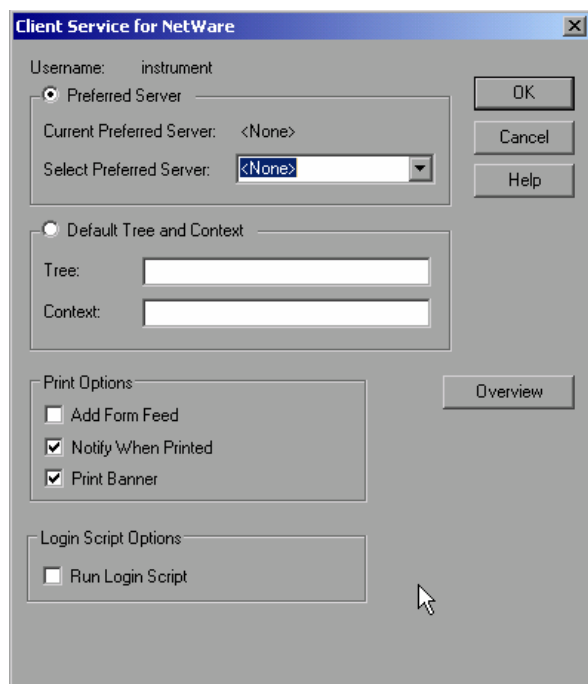 Client Service for NetWare
Username: instrument
Preferred Server
Current Preferred Server: <None>
Select Preferred Server: <None>
OK
Cancel
Help
Default Tree and Context
Tree:
Context:
Print Options
Add Form Feed
Notify When Printed
Print Banner
Overview
Login Script Options
Run Login Script